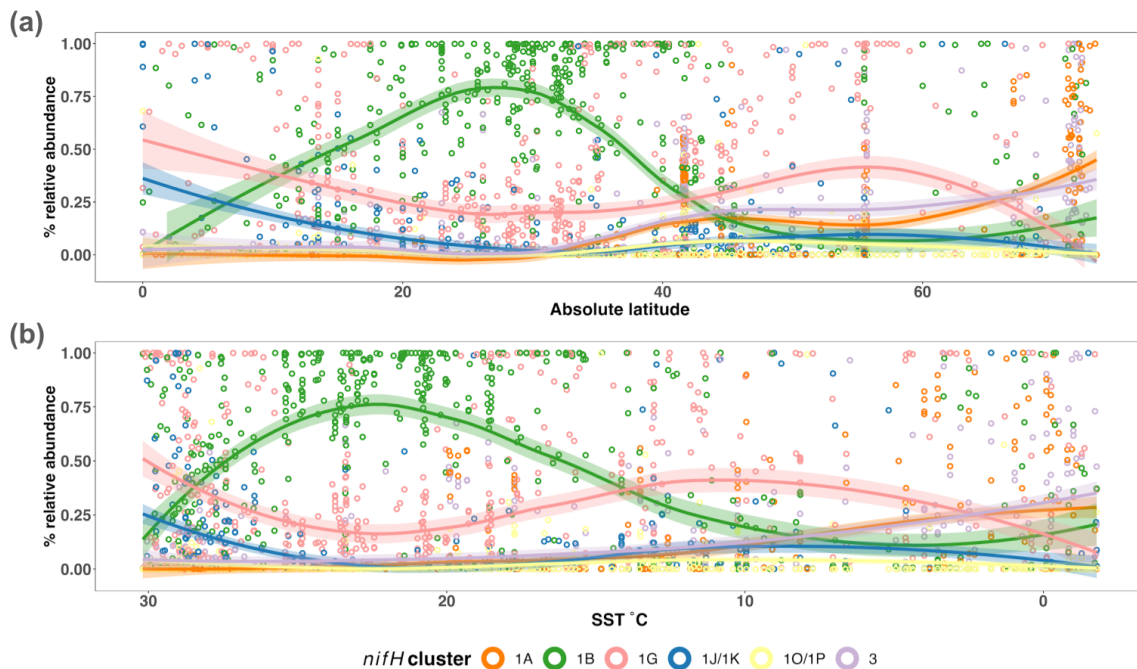 (a)
% relative abundance
1.00
0.75
0.50
0.25
0.00
0 20 40 60
Absolute latitude
(b)
% relative abundance
1.00
0.75
0.50
0.25
0.00
30 20 10 0
SST °C
nifH cluster 1A 1B 1G 1J/1K 1O/1P 3